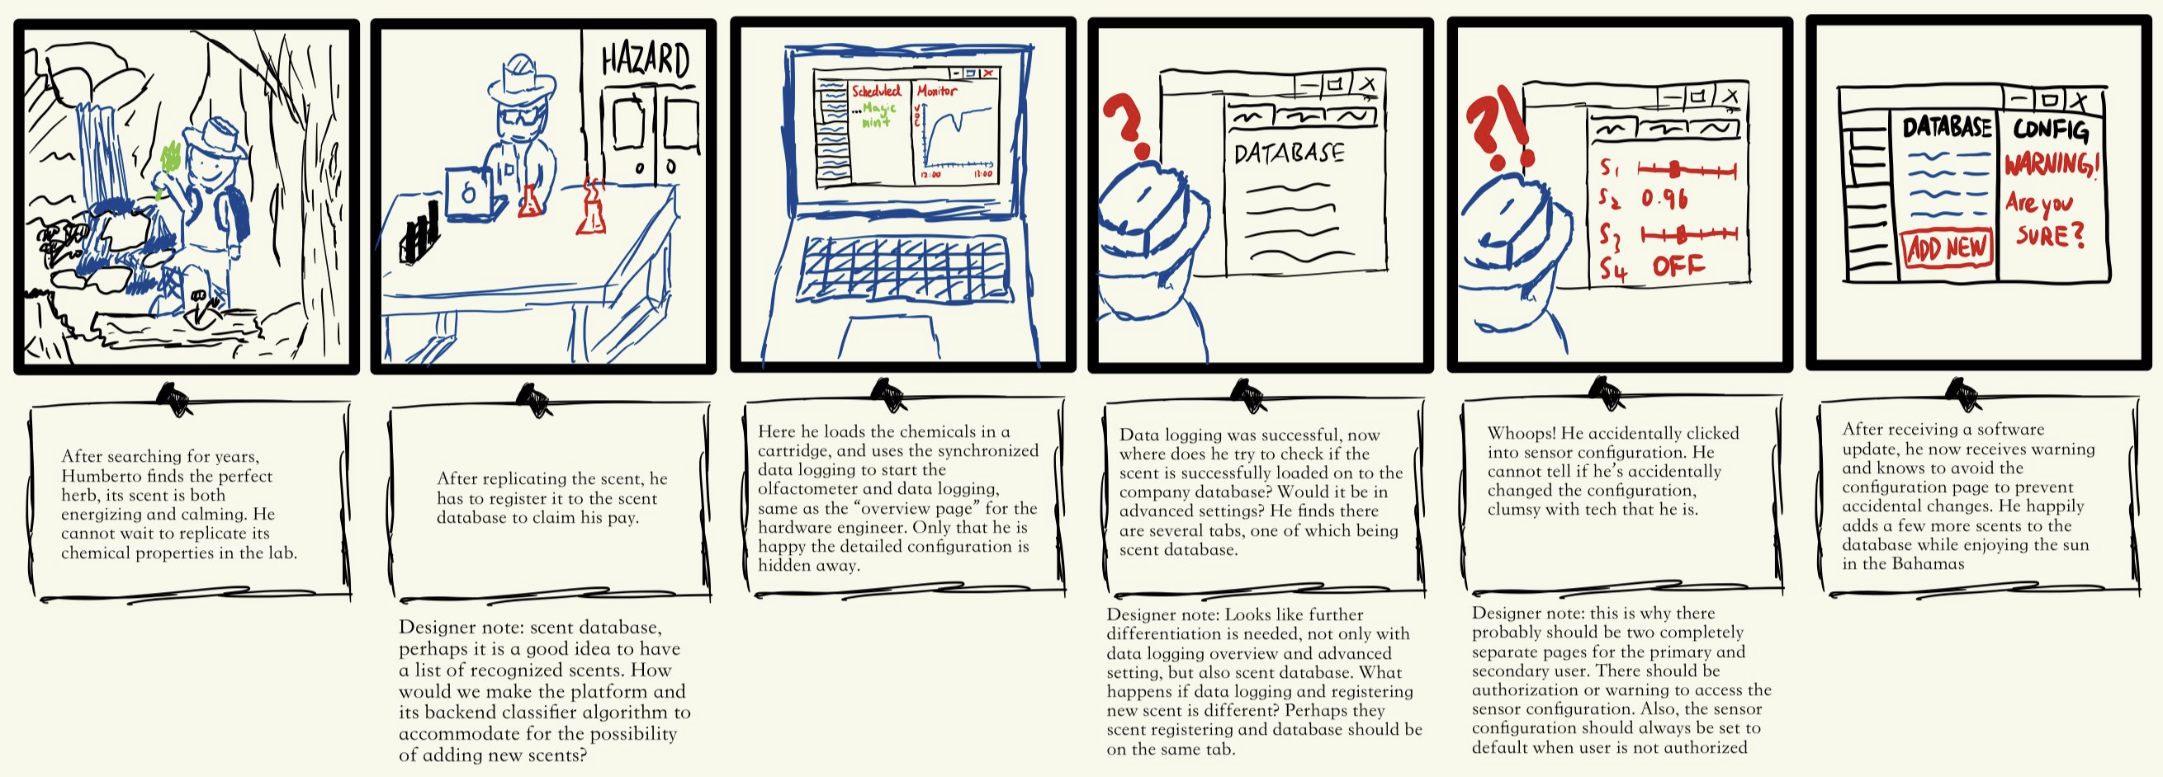 HAZARD
Scheduled
Monitor
...Magic
mint
VOC
12:00
13:00
?
DATABASE
?!
S1
S2 0.96
S3
S4 OFF
DATABASE
CONFIG
WARNING!
Are you
SURE?
ADD NEW
After searching for years,
Humberto finds the perfect
herb, its scent is both
energizing and calming. He
cannot wait to replicate its
chemical properties in the lab.
After replicating the scent, he
has to register it to the scent
database to claim his pay.
Designer note: scent database,
perhaps it is a good idea to have
a list of recognized scents. How
would we make the platform and
its backend classifier algorithm to
accommodate for the possibility
of adding new scents?
Here he loads the chemicals in a
cartridge, and uses the synchronized
data logging to start the
olfactometer and data logging,
same as the “overview page” for the
hardware engineer. Only that he is
happy the detailed configuration is
hidden away.
Data logging was successful, now
where does he try to check if the
scent is successfully loaded on to the
company database? Would it be in
advanced settings? He finds there
are several tabs, one of which being
scent database.
Designer note: Looks like further
differentiation is needed, not only with
data logging overview and advanced
setting, but also scent database. What
happens if data logging and registering
new scent is different? Perhaps they
scent registering and database should be
on the same tab.
Whoops! He accidentally clicked
into sensor configuration. He
cannot tell if he's accidentally
changed the configuration,
clumsy with tech that he is.
Designer note: this is why there
probably should be two completely
separate pages for the primary and
secondary user. There should be
authorization or warning to access the
sensor configuration. Also, the sensor
configuration should always be set to
default when user is not authorized
After receiving a software
update, he now receives warning
and knows to avoid the
configuration page to prevent
accidental changes. He happily
adds a few more scents to the
database while enjoying the sun
in the Bahamas